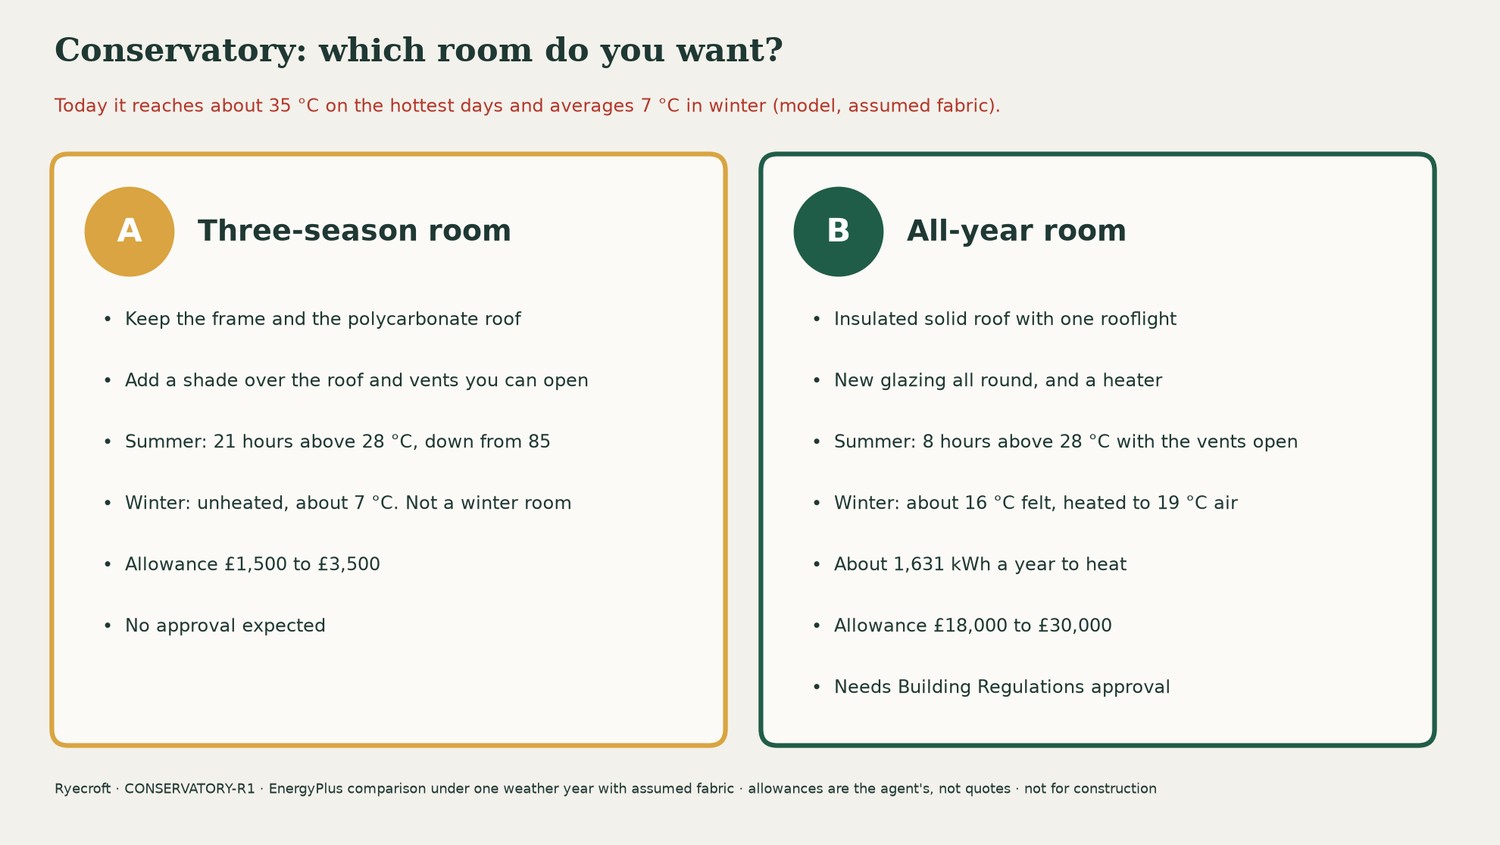 Conservatory: which room do you want?
Today it reaches about 35 °C on the hottest days and averages 7 °C in winter (model, assumed fabric).
A
Three-season room
• Keep the frame and the polycarbonate roof
• Add a shade over the roof and vents you can open
• Summer: 21 hours above 28 °C, down from 85
• Winter: unheated, about 7 °C. Not a winter room
• Allowance £1,500 to £3,500
• No approval expected
B
All-year room
• Insulated solid roof with one rooflight
• New glazing all round, and a heater
• Summer: 8 hours above 28 °C with the vents open
• Winter: about 16 °C felt, heated to 19 °C air
• About 1,631 kWh a year to heat
• Allowance £18,000 to £30,000
• Needs Building Regulations approval
Ryecroft · CONSERVATORY-R1 · EnergyPlus comparison under one weather year with assumed fabric · allowances are the agent's, not quotes · not for construction